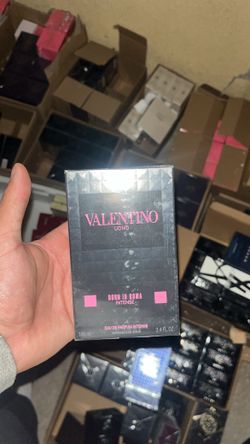 VALENTINO
UOMO
BORN IN ROMA
INTENSE
EAU DE PARFUM INTENSE
3.4 FL.OZ